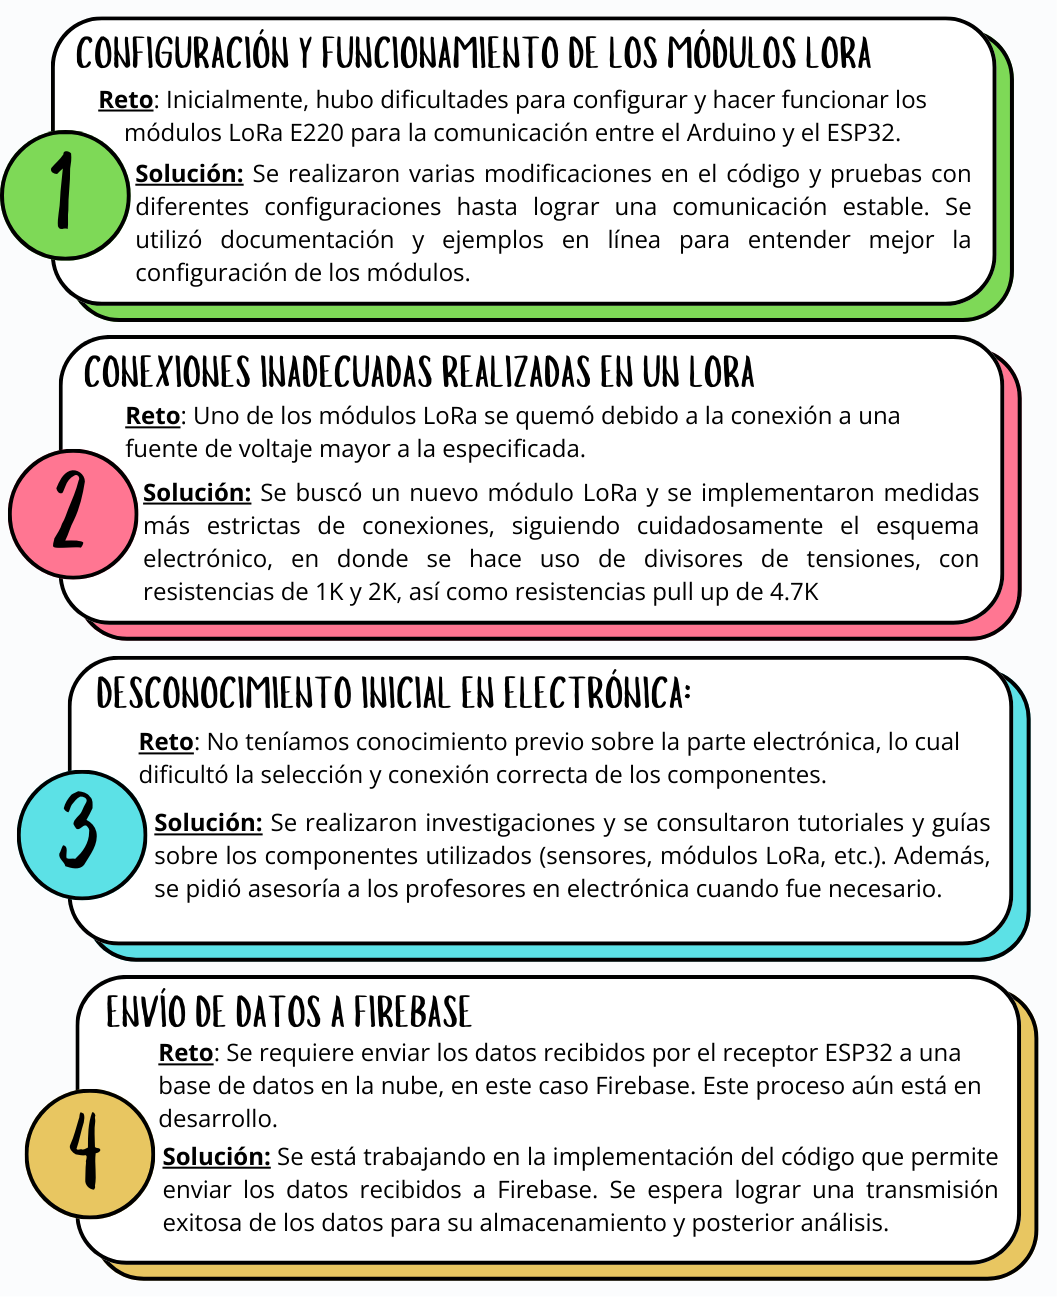 CONFIGURACIÓN Y FUNCIONAMIENTO DE LOS MÓDULOS LORA
Reto: Inicialmente, hubo dificultades para configurar y hacer funcionar los
módulos LoRa E220 para la comunicación entre el Arduino y el ESP32.
1
Solución: Se realizaron varias modificaciones en el código y pruebas con
diferentes configuraciones hasta lograr una comunicación estable. Se
utilizó documentación y ejemplos en línea para entender mejor la
configuración de los módulos.
CONEXIONES INADECUADAS REALIZADAS EN UN LORA
Reto: Uno de los módulos LoRa se quemó debido a la conexión a una
fuente de voltaje mayor a la especificada.
2
Solución: Se buscó un nuevo módulo LoRa y se implementaron medidas
más estrictas de conexiones, siguiendo cuidadosamente el esquema
electrónico, en donde se hace uso de divisores de tensiones, con
resistencias de 1K y 2K, así como resistencias pull up de 4.7K
DESCONOCIMIENTO INICIAL EN ELECTRÓNICA:
Reto: No teníamos conocimiento previo sobre la parte electrónica, lo cual
dificultó la selección y conexión correcta de los componentes.
3
Solución: Se realizaron investigaciones y se consultaron tutoriales y guías
sobre los componentes utilizados (sensores, módulos LoRa, etc.). Además,
se pidió asesoría a los profesores en electrónica cuando fue necesario.
ENVÍO DE DATOS A FIREBASE
Reto: Se requiere enviar los datos recibidos por el receptor ESP32 a una
base de datos en la nube, en este caso Firebase. Este proceso aún está en
desarrollo.
4
Solución: Se está trabajando en la implementación del código que permite
enviar los datos recibidos a Firebase. Se espera lograr una transmisión
exitosa de los datos para su almacenamiento y posterior análisis.